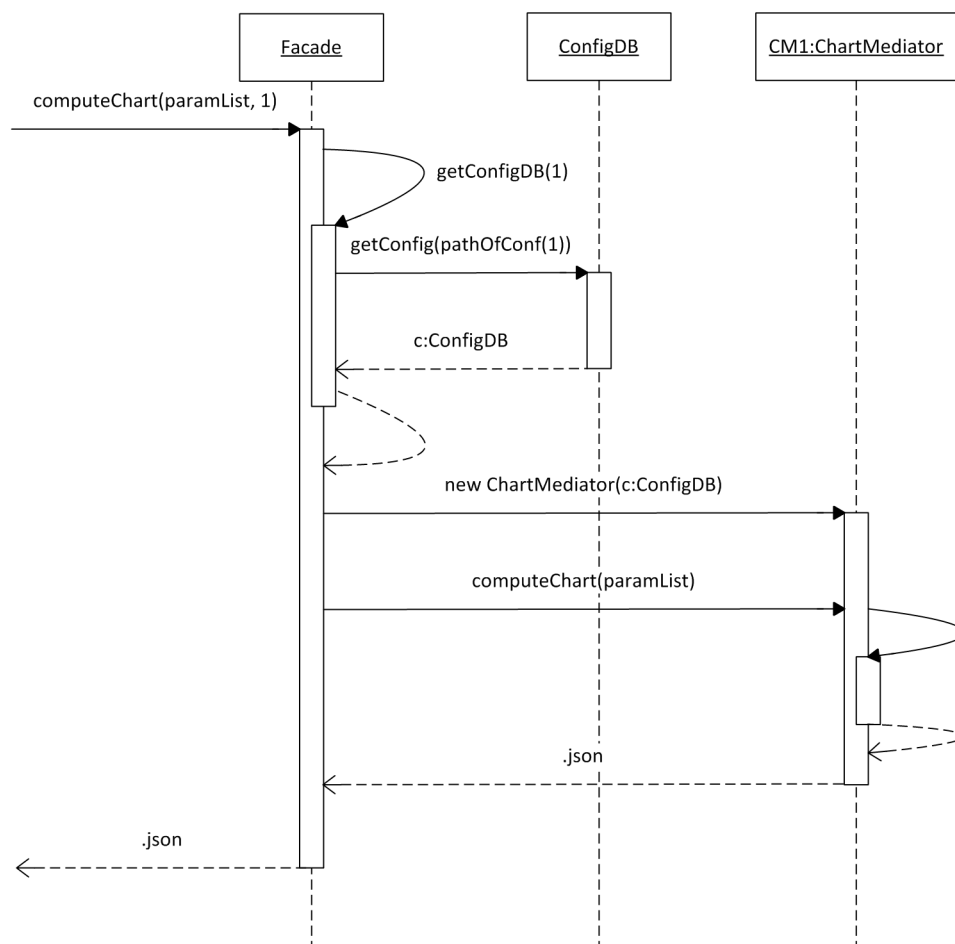 Facade
ConfigDB
CM1:ChartMediator
computeChart(paramList, 1)
getConfigDB(1)
getConfig(pathOfConf(1))
c:ConfigDB
new ChartMediator(c:ConfigDB)
computeChart(paramList)
.json
.json